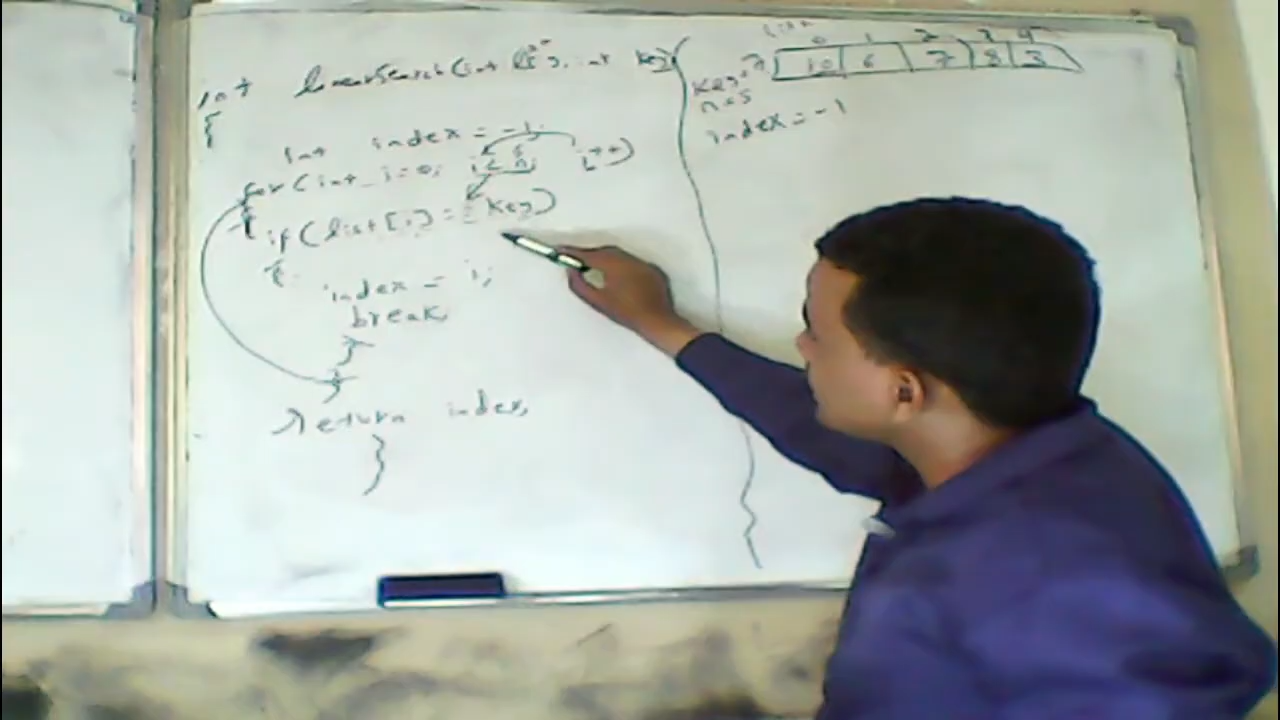 int linearSearch(int list[], int key)
{
int index = -1;
for(int i=0; i< n; i++)
{
if(list[i] == key)
{
index = i;
break;
}
}
return index;
}
list
0 1 2 3 4
10 6 7 8 3
key= 7
n=5
index = -1
5